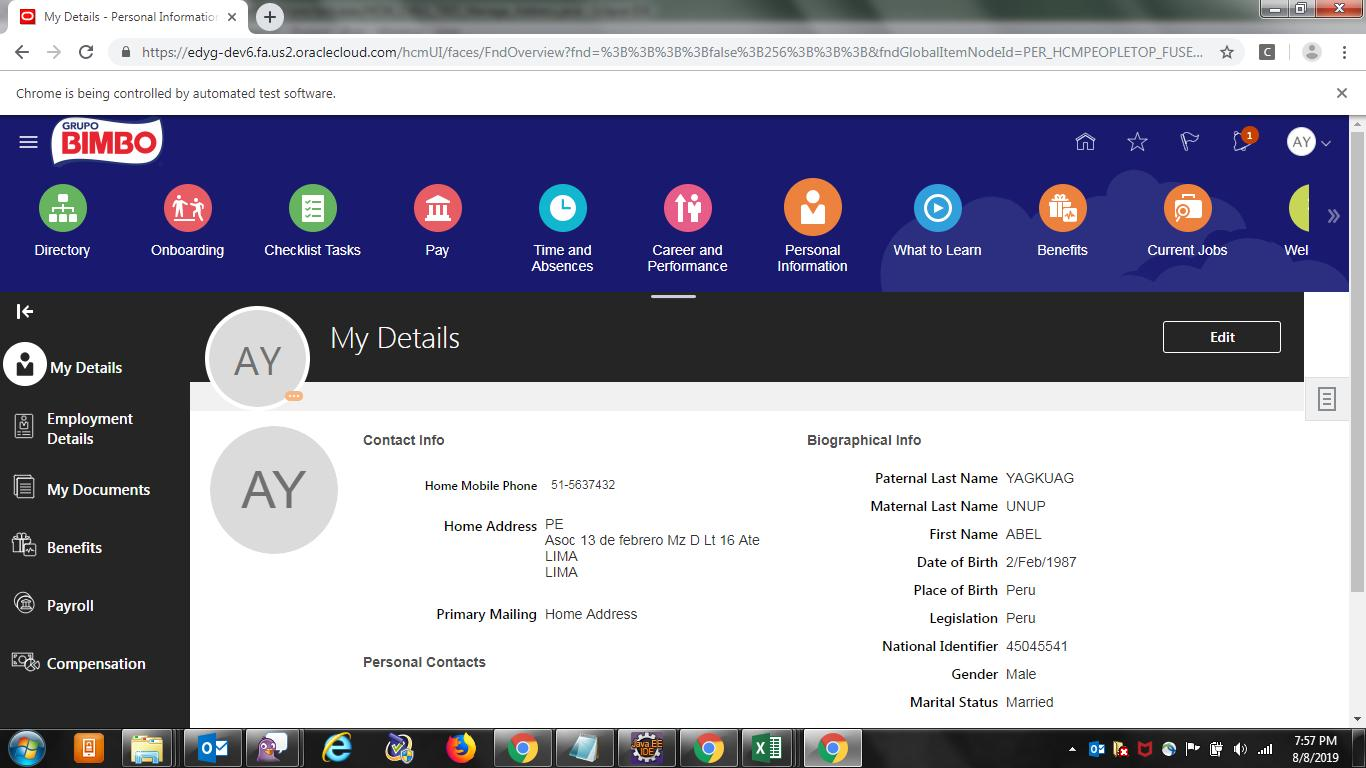 My Details - Personal Information
https://edyg-dev6.fa.us2.oraclecloud.com/hcmUI/faces/FndOverview?fnd=%3B%3B%3B%3Bfalse%3B256%3B%3B%3B&fndGlobalItemNodeId=PER_HCMPEOPLETOP_FUSE...
C
Chrome is being controlled by automated test software.
GRUPO
BIMBO
1
AY
Directory
Onboarding
Checklist Tasks
Pay
Time and
Absences
Career and
Performance
Personal
Information
What to Learn
Benefits
Current Jobs
Wel
My Details
Employment
Details
My Documents
Benefits
Payroll
Compensation
AY
My Details
Edit
AY
Contact Info
Home Mobile Phone 51-5637432
Home Address PE
Asoc 13 de febrero Mz D Lt 16 Ate
LIMA
LIMA
Primary Mailing Home Address
Personal Contacts
Biographical Info
Paternal Last Name YAGKUAG
Maternal Last Name UNUP
First Name ABEL
Date of Birth 2/Feb/1987
Place of Birth Peru
Legislation Peru
National Identifier 45045541
Gender Male
Marital Status Married
Java EE
IDE
7:57 PM
8/8/2019